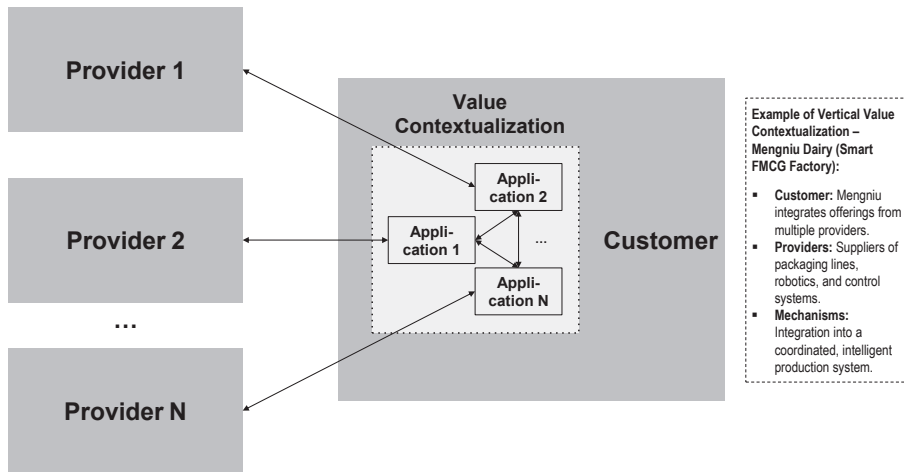 Provider 1
Provider 2
...
Provider N
Value
Contextualization
Appli-
cation 2
Appli-
cation 1
...
Appli-
cation N
Customer
Example of Vertical Value
Contextualization –
Mengniu Dairy (Smart
FMCG Factory):
▪ Customer: Mengniu
integrates offerings from
multiple providers.
▪ Providers: Suppliers of
packaging lines,
robotics, and control
systems.
▪ Mechanisms:
Integration into a
coordinated, intelligent
production system.